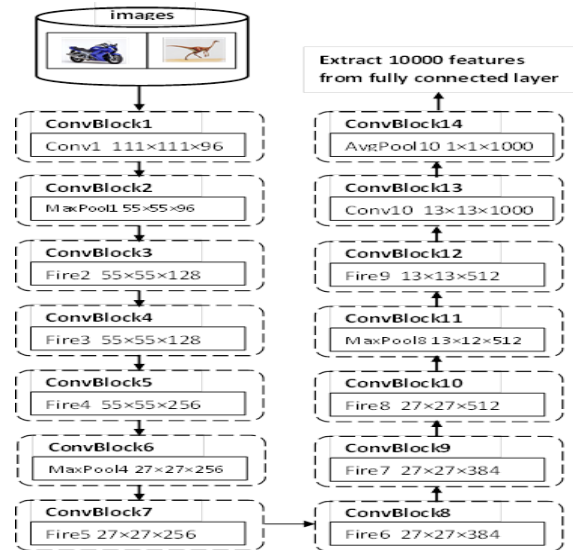 images
ConvBlock1
Conv1 111×111×96
ConvBlock2
MaxPool1 55×55×96
ConvBlock3
Fire2 55×55×128
ConvBlock4
Fire3 55×55×128
ConvBlock5
Fire4 55×55×256
ConvBlock6
MaxPool4 27×27×256
ConvBlock7
Fire5 27×27×256
Extract 10000 features
from fully connected layer
ConvBlock14
AvgPool10 1×1×1000
ConvBlock13
Conv10 13×13×1000
ConvBlock12
Fire9 13×13×512
ConvBlock11
MaxPool8 13×12×512
ConvBlock10
Fire8 27×27×512
ConvBlock9
Fire7 27×27×384
ConvBlock8
Fire6 27×27×384